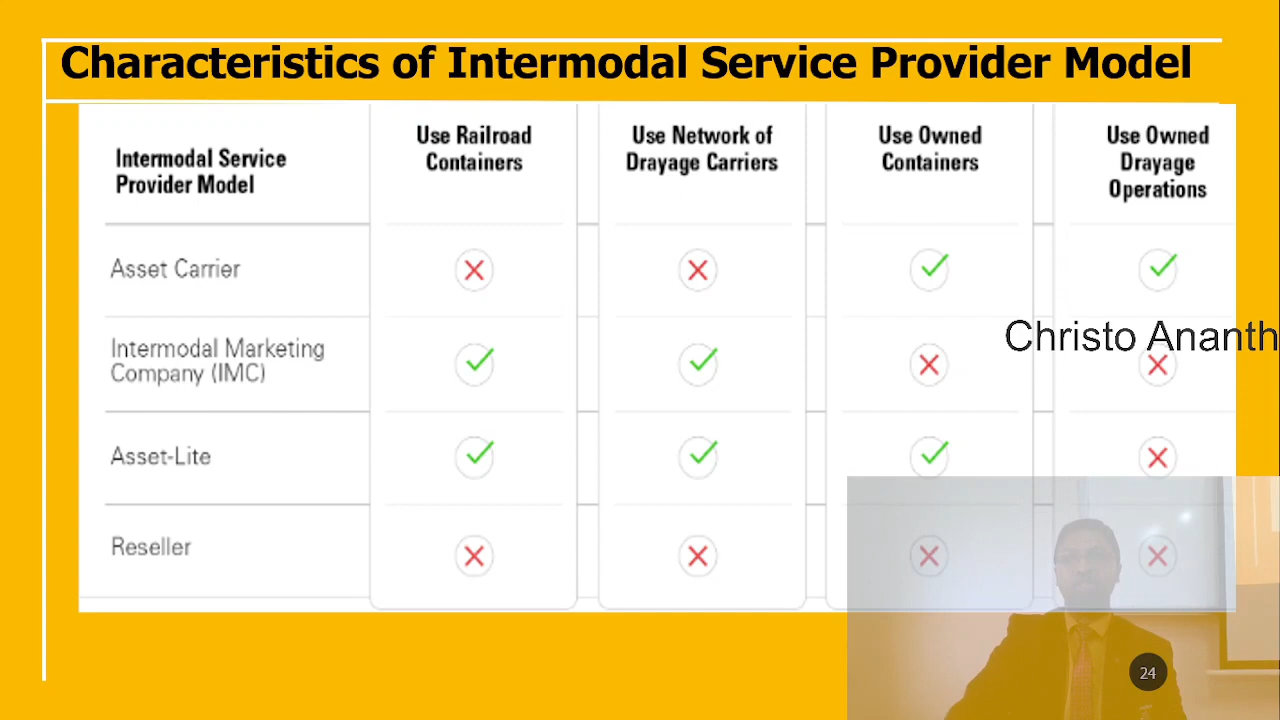 Characteristics of Intermodal Service Provider Model
Intermodal Service
Provider Model
Use Railroad
Containers
Use Network of
Drayage Carriers
Use Owned
Containers
Use Owned
Drayage
Operations
Asset Carrier
Christo Ananth
Intermodal Marketing
Company (IMC)
Asset-Lite
Reseller
24